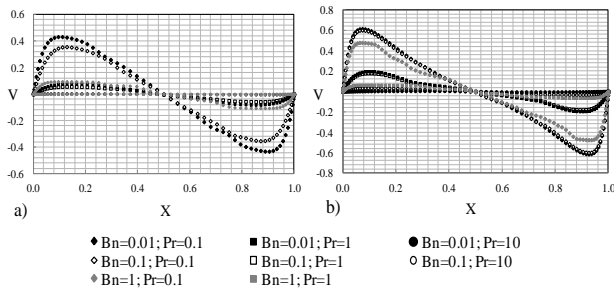 0.6
0.4
0.2
V 0.0
-0.2
-0.4
-0.6
0.0 0.2 0.4 0.6 0.8 1.0
a) X
0.8
0.6
0.4
0.2
V 0.0
-0.2
-0.4
-0.6
-0.8
0.0 0.2 0.4 0.6 0.8 1.0
b) X
Bn=0.01; Pr=0.1 Bn=0.01; Pr=1 Bn=0.01; Pr=10
Bn=0.1; Pr=0.1 Bn=0.1; Pr=1 Bn=0.1; Pr=10
Bn=1; Pr=0.1 Bn=1; Pr=1